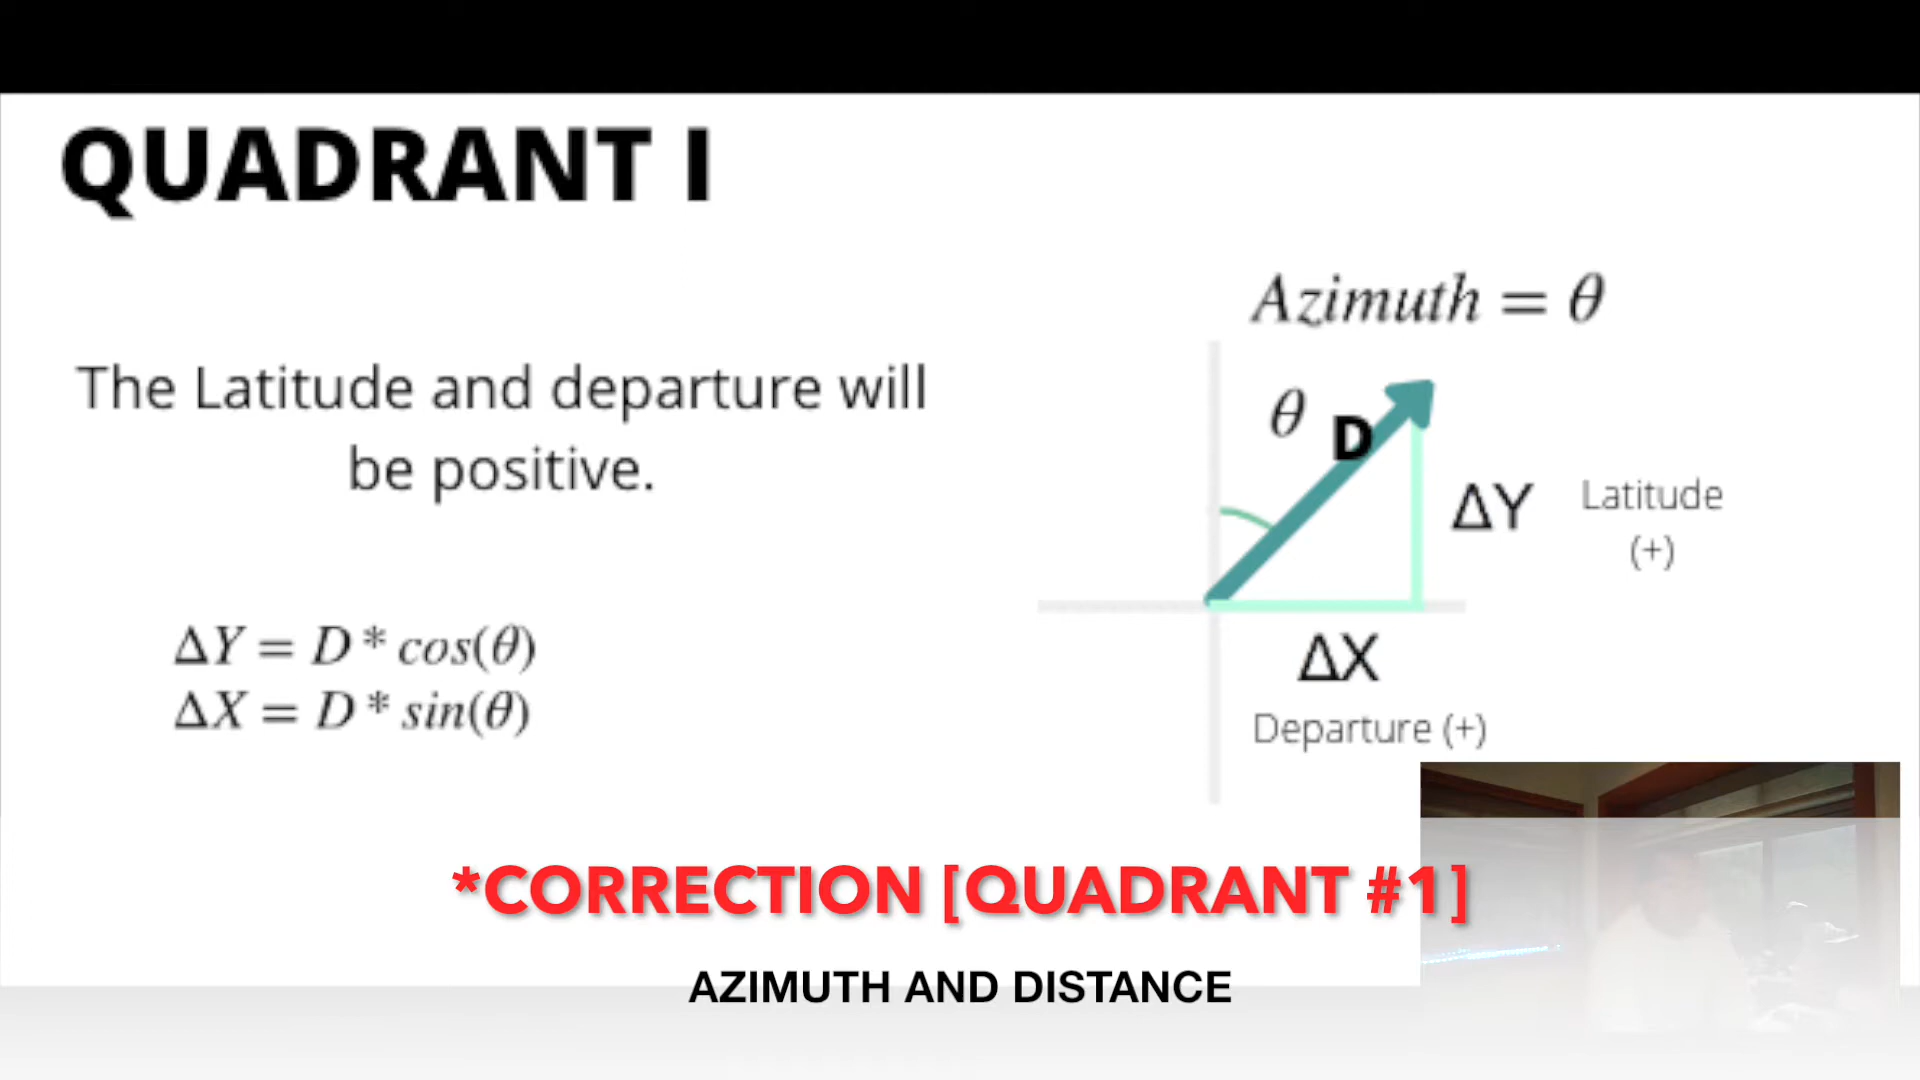 QUADRANT I
The Latitude and departure will
be positive.
ΔY = D * cos(θ)
ΔX = D * sin(θ)
Azimuth = θ
θ
D
ΔY
Latitude
(+)
ΔX
Departure (+)
*CORRECTION [QUADRANT #1]
AZIMUTH AND DISTANCE